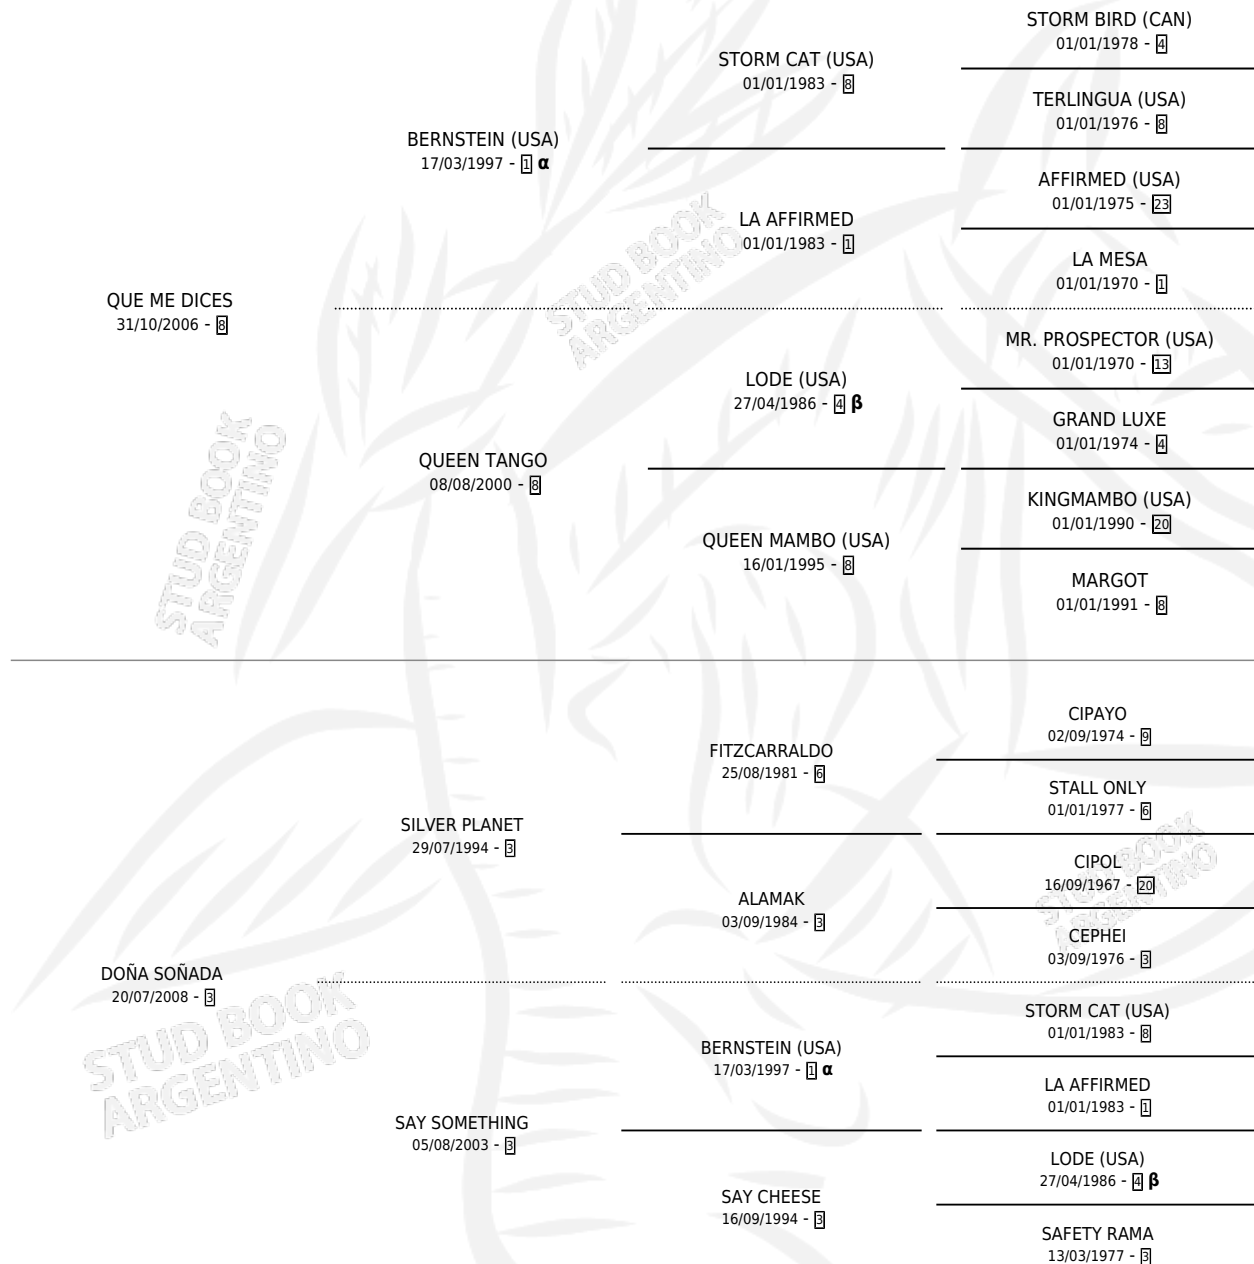 STORM BIRD (CAN)
01/01/1978 - 4
STORM CAT (USA)
01/01/1983 - 8
TERLINGUA (USA)
01/01/1976 - 8
BERNSTEIN (USA)
17/03/1997 - 1 α
AFFIRMED (USA)
01/01/1975 - 23
LA AFFIRMED
01/01/1983 - 1
LA MESA
01/01/1970 - 1
QUE ME DICES
31/10/2006 - 8
MR. PROSPECTOR (USA)
01/01/1970 - 13
LODE (USA)
27/04/1986 - 4 β
GRAND LUXE
01/01/1974 - 4
QUEEN TANGO
08/08/2000 - 8
KINGMAMBO (USA)
01/01/1990 - 20
QUEEN MAMBO (USA)
16/01/1995 - 8
MARGOT
01/01/1991 - 8
CIPAYO
02/09/1974 - 9
FITZCARRALDO
25/08/1981 - 6
STALL ONLY
01/01/1977 - 6
SILVER PLANET
29/07/1994 - 3
CIPOL
16/09/1967 - 20
ALAMAK
03/09/1984 - 3
CEPHEI
03/09/1976 - 3
DOÑA SOÑADA
20/07/2008 - 3
STORM CAT (USA)
01/01/1983 - 8
BERNSTEIN (USA)
17/03/1997 - 1 α
LA AFFIRMED
01/01/1983 - 1
SAY SOMETHING
05/08/2003 - 3
LODE (USA)
27/04/1986 - 4 β
SAY CHEESE
16/09/1994 - 3
SAFETY RAMA
13/03/1977 - 3
STUD BOOK
ARGENTINO
STUD BOOK
ARGENTINO
STUD BOOK
ARGENTINO
STUD BOOK
ARGENTINO